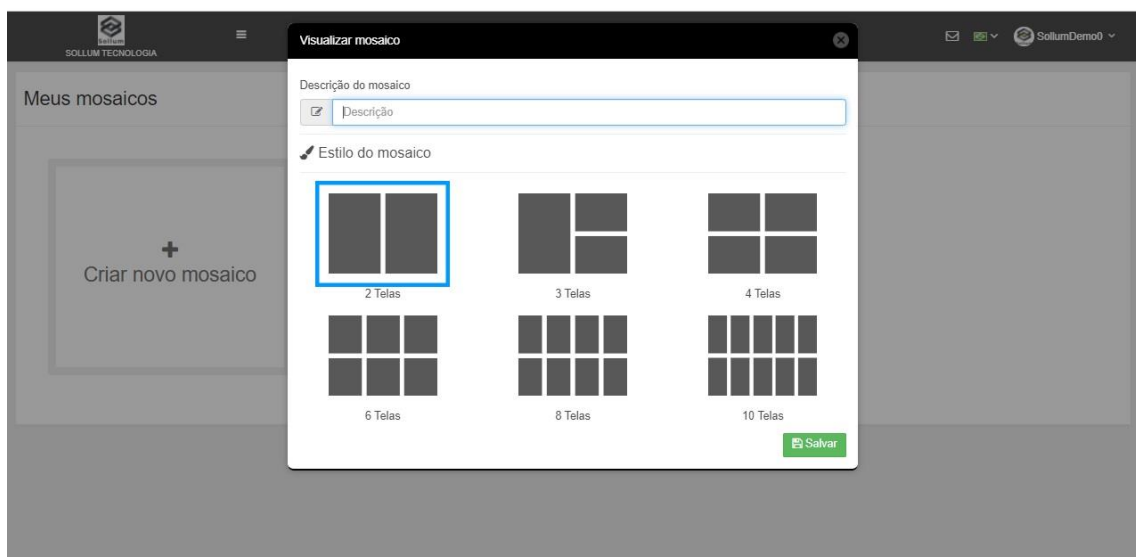 Sollum
SOLLUM TECNOLOGIA
Visualizar mosaico
SollumDemo0
Meus mosaicos
Descrição do mosaico
Descrição
Estilo do mosaico
Criar novo mosaico
2 Telas
3 Telas
4 Telas
6 Telas
8 Telas
10 Telas
Salvar